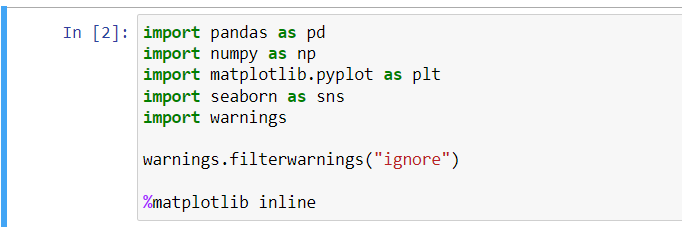 In [2]: import pandas as pd
import numpy as np
import matplotlib.pyplot as plt
import seaborn as sns
import warnings
warnings.filterwarnings("ignore")
%matplotlib inline